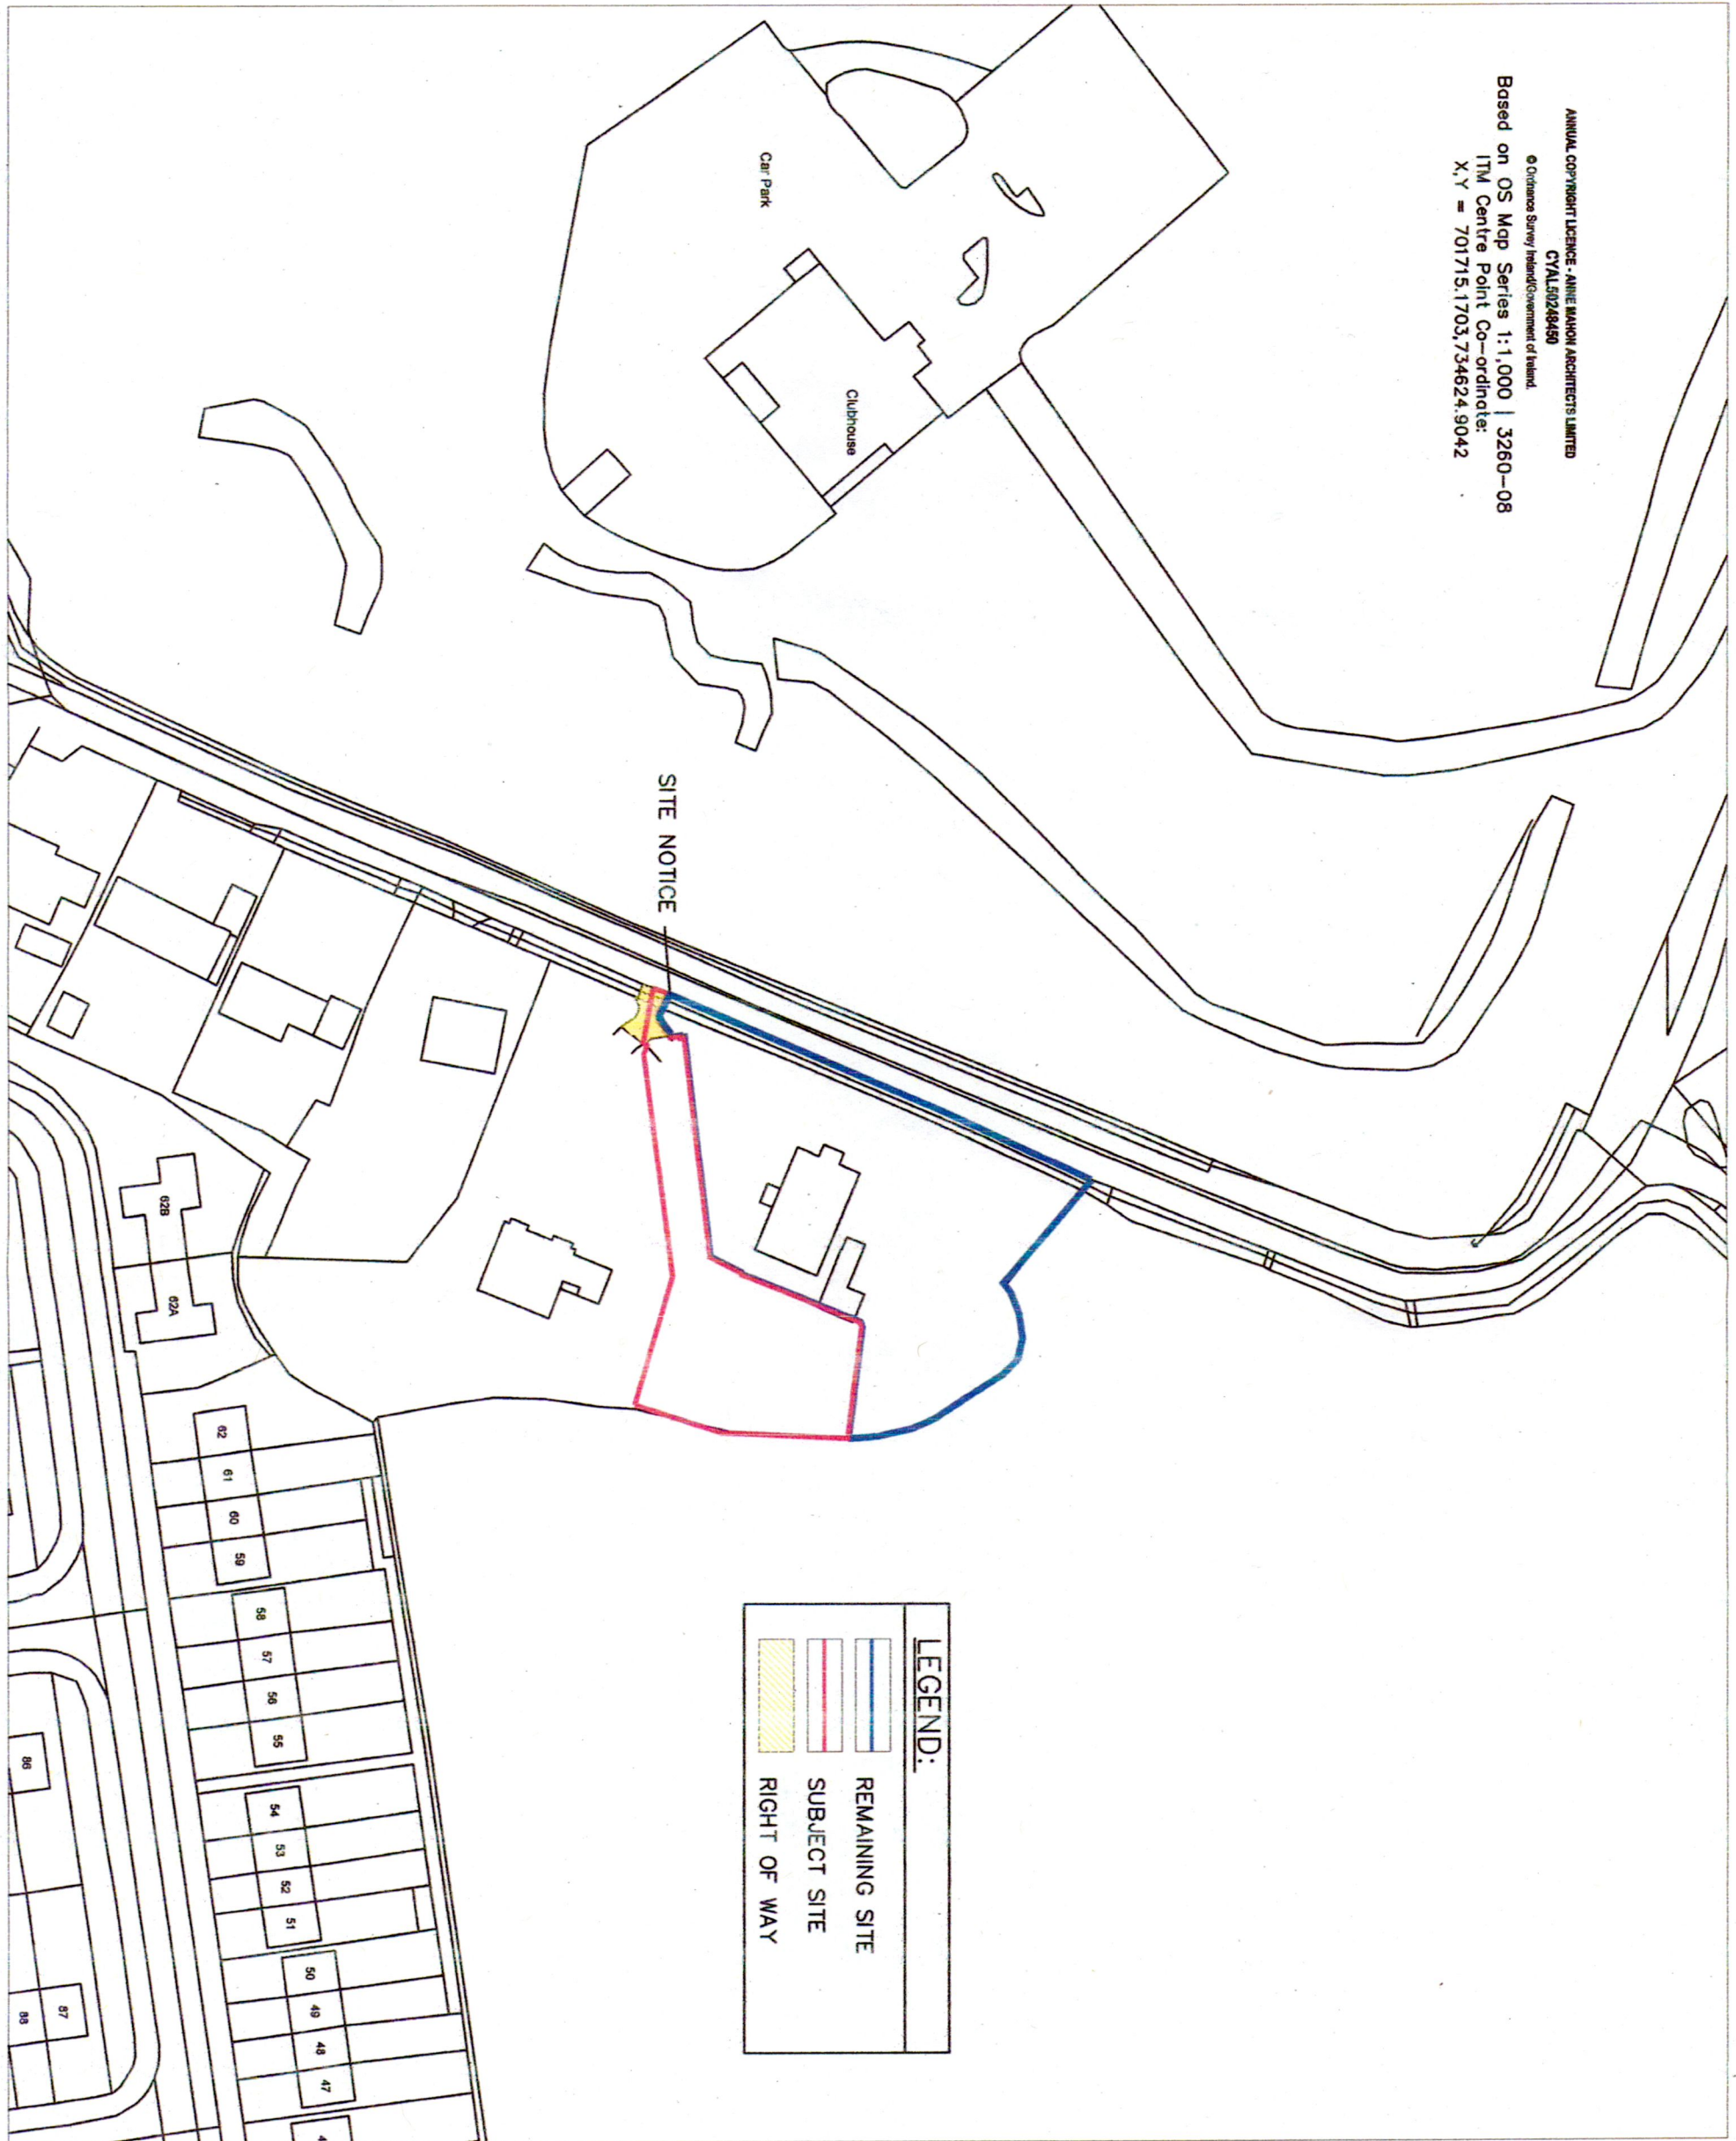 ANNUAL COPYRIGHT LICENCE - ANNE MAHON ARCHITECTS LIMITED
CYAL50248450
© Ordnance Survey Ireland/Government of Ireland.
Based on OS Map Series 1:1,000 | 3260-08
ITM Centre Point Co-ordinate:
X,Y = 701715.1703,734624.9042
Car Park
Clubhouse
SITE NOTICE
LEGEND:
REMAINING SITE
SUBJECT SITE
RIGHT OF WAY
62B
62A
62
61
60
59
58
57
56
55
54
53
52
51
50
49
48
47
86
87
88